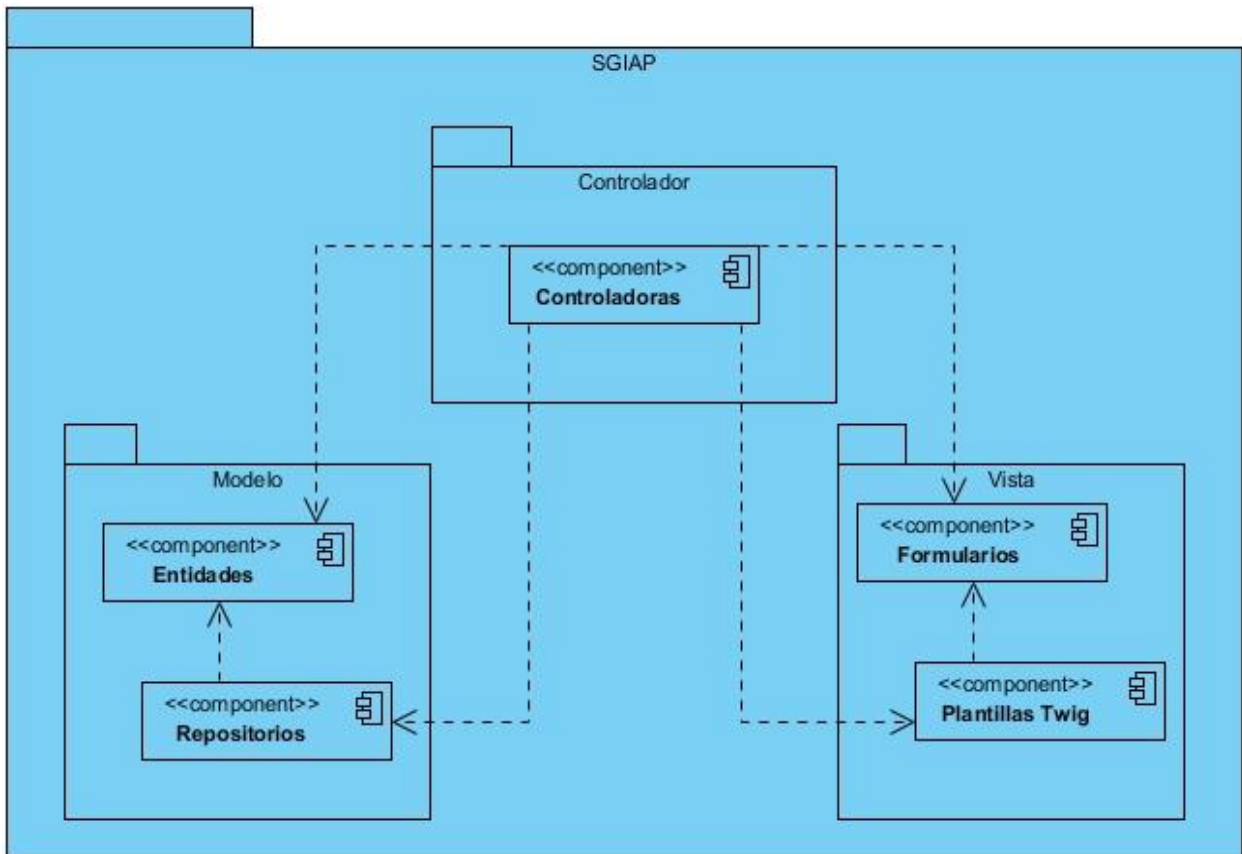 SGIAP
Controlador
<<component>>
Controladoras
Modelo
<<component>>
Entidades
<<component>>
Repositorios
Vista
<<component>>
Formularios
<<component>>
Plantillas Twig